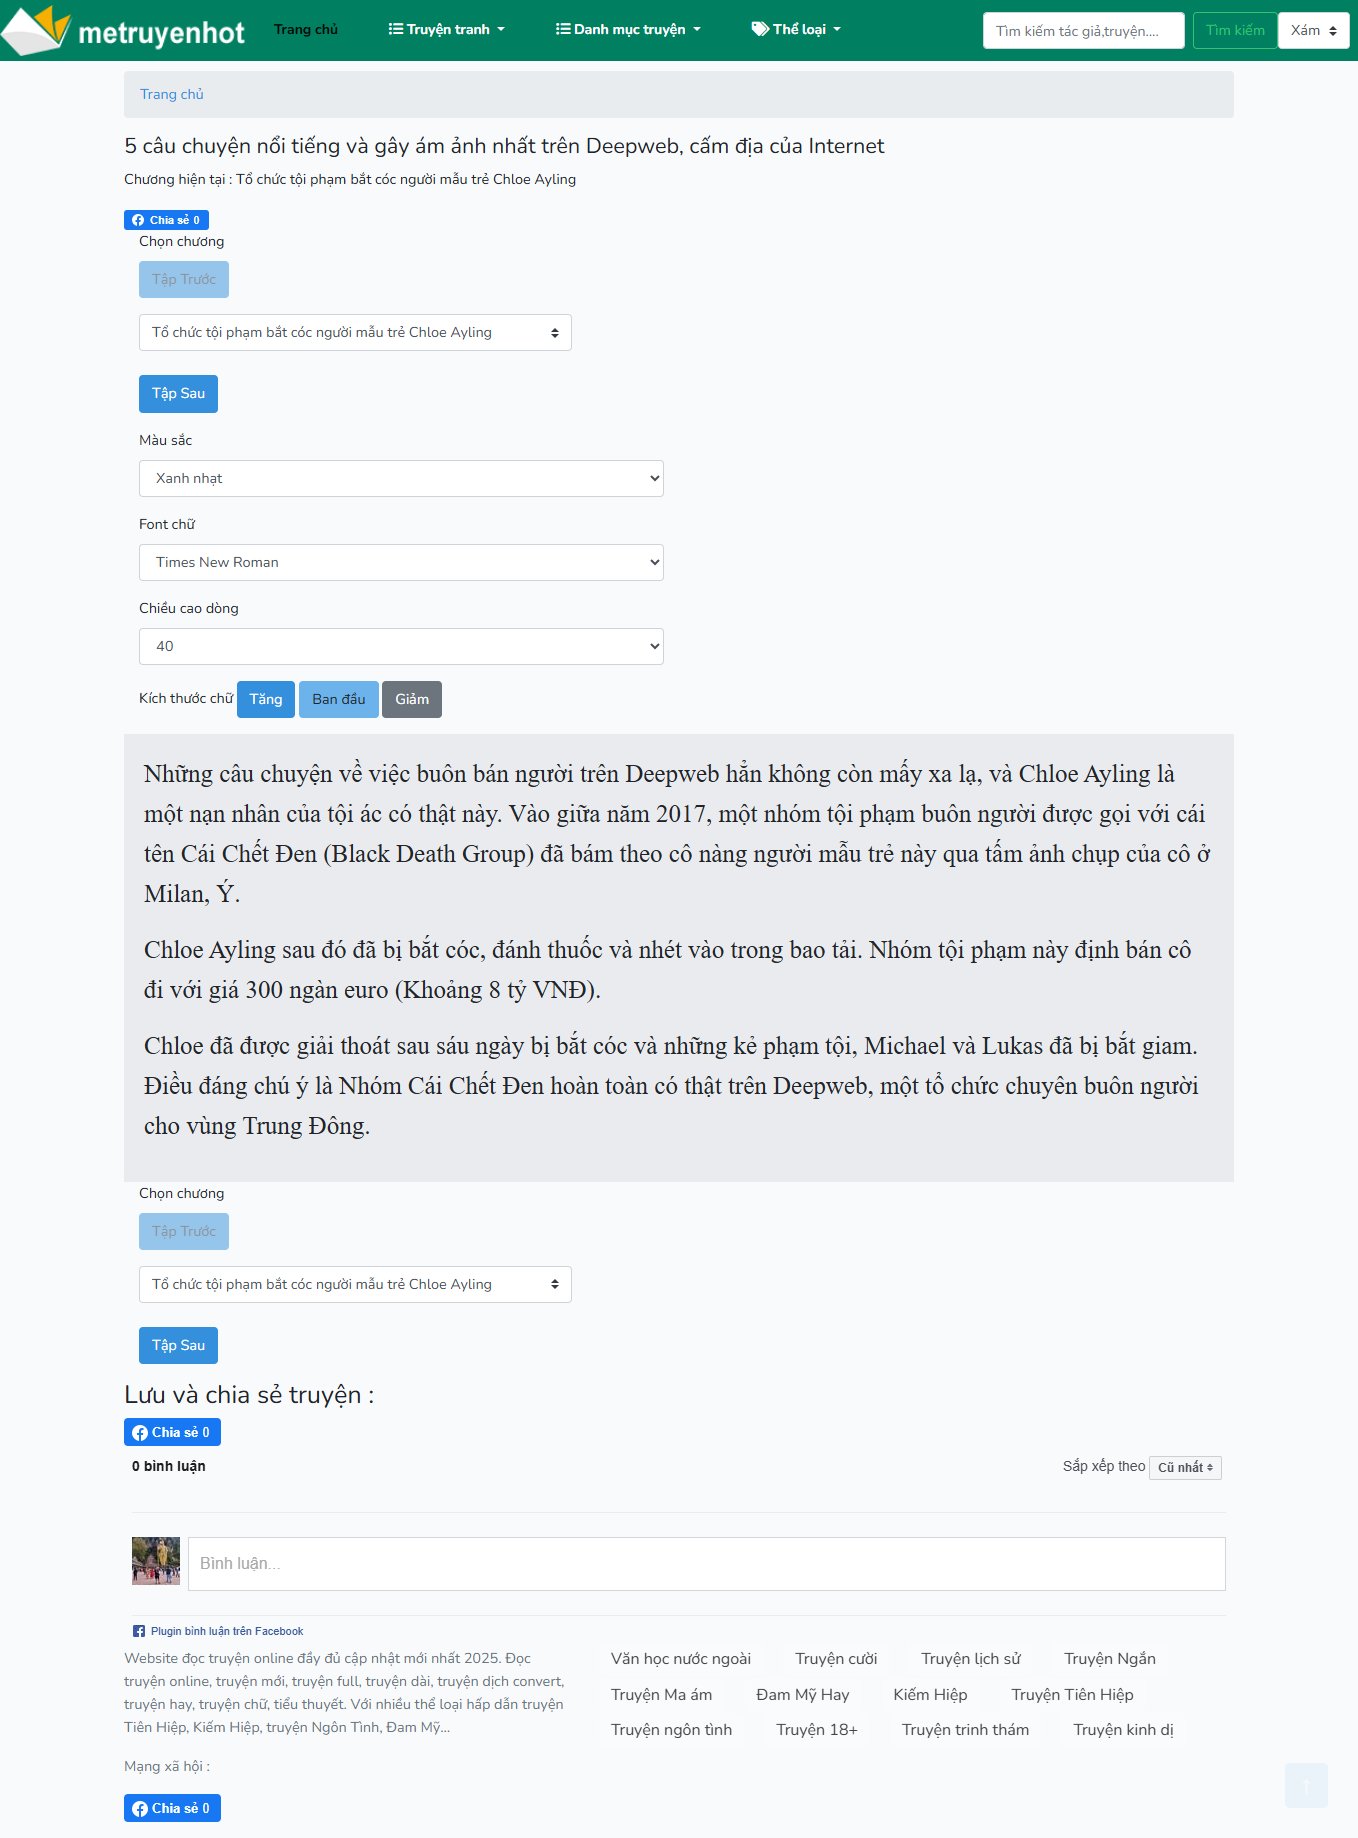 metruyenhot
Trang chủ
Truyện tranh
Danh mục truyện
Thể loại
Tìm kiếm tác giả,truyện....
Tìm kiếm
Xám
Trang chủ
5 câu chuyện nổi tiếng và gây ám ảnh nhất trên Deepweb, cấm địa của Internet
Chương hiện tại : Tổ chức tội phạm bắt cóc người mẫu trẻ Chloe Ayling
Chia sẻ 0
Chọn chương
Tập Trước
Tổ chức tội phạm bắt cóc người mẫu trẻ Chloe Ayling
Tập Sau
Màu sắc
Xanh nhạt
Font chữ
Times New Roman
Chiều cao dòng
40
Kích thước chữ Tăng Ban đầu Giảm
Những câu chuyện về việc buôn bán người trên Deepweb hẳn không còn mấy xa lạ, và Chloe Ayling là
một nạn nhân của tội ác có thật này. Vào giữa năm 2017, một nhóm tội phạm buôn người được gọi với cái
tên Cái Chết Đen (Black Death Group) đã bám theo cô nàng người mẫu trẻ này qua tấm ảnh chụp của cô ở
Milan, Ý.
Chloe Ayling sau đó đã bị bắt cóc, đánh thuốc và nhét vào trong bao tải. Nhóm tội phạm này định bán cô
đi với giá 300 ngàn euro (Khoảng 8 tỷ VNĐ).
Chloe đã được giải thoát sau sáu ngày bị bắt cóc và những kẻ phạm tội, Michael và Lukas đã bị bắt giam.
Điều đáng chú ý là Nhóm Cái Chết Đen hoàn toàn có thật trên Deepweb, một tổ chức chuyên buôn người
cho vùng Trung Đông.
Chọn chương
Tập Trước
Tổ chức tội phạm bắt cóc người mẫu trẻ Chloe Ayling
Tập Sau
Lưu và chia sẻ truyện :
Chia sẻ 0
0 bình luận
Sắp xếp theo Cũ nhất
Bình luận...
Plugin bình luận trên Facebook
Website đọc truyện online đầy đủ cập nhật mới nhất 2025. Đọc
truyện online, truyện mới, truyện full, truyện dài, truyện dịch convert,
truyện hay, truyện chữ, tiểu thuyết. Với nhiều thể loại hấp dẫn truyện
Tiên Hiệp, Kiếm Hiệp, truyện Ngôn Tình, Đam Mỹ...
Mạng xã hội :
Chia sẻ 0
Văn học nước ngoài Truyện cười Truyện lịch sử Truyện Ngắn
Truyện Ma ám Đam Mỹ Hay Kiếm Hiệp Truyện Tiên Hiệp
Truyện ngôn tình Truyện 18+ Truyện trinh thám Truyện kinh dị
↑